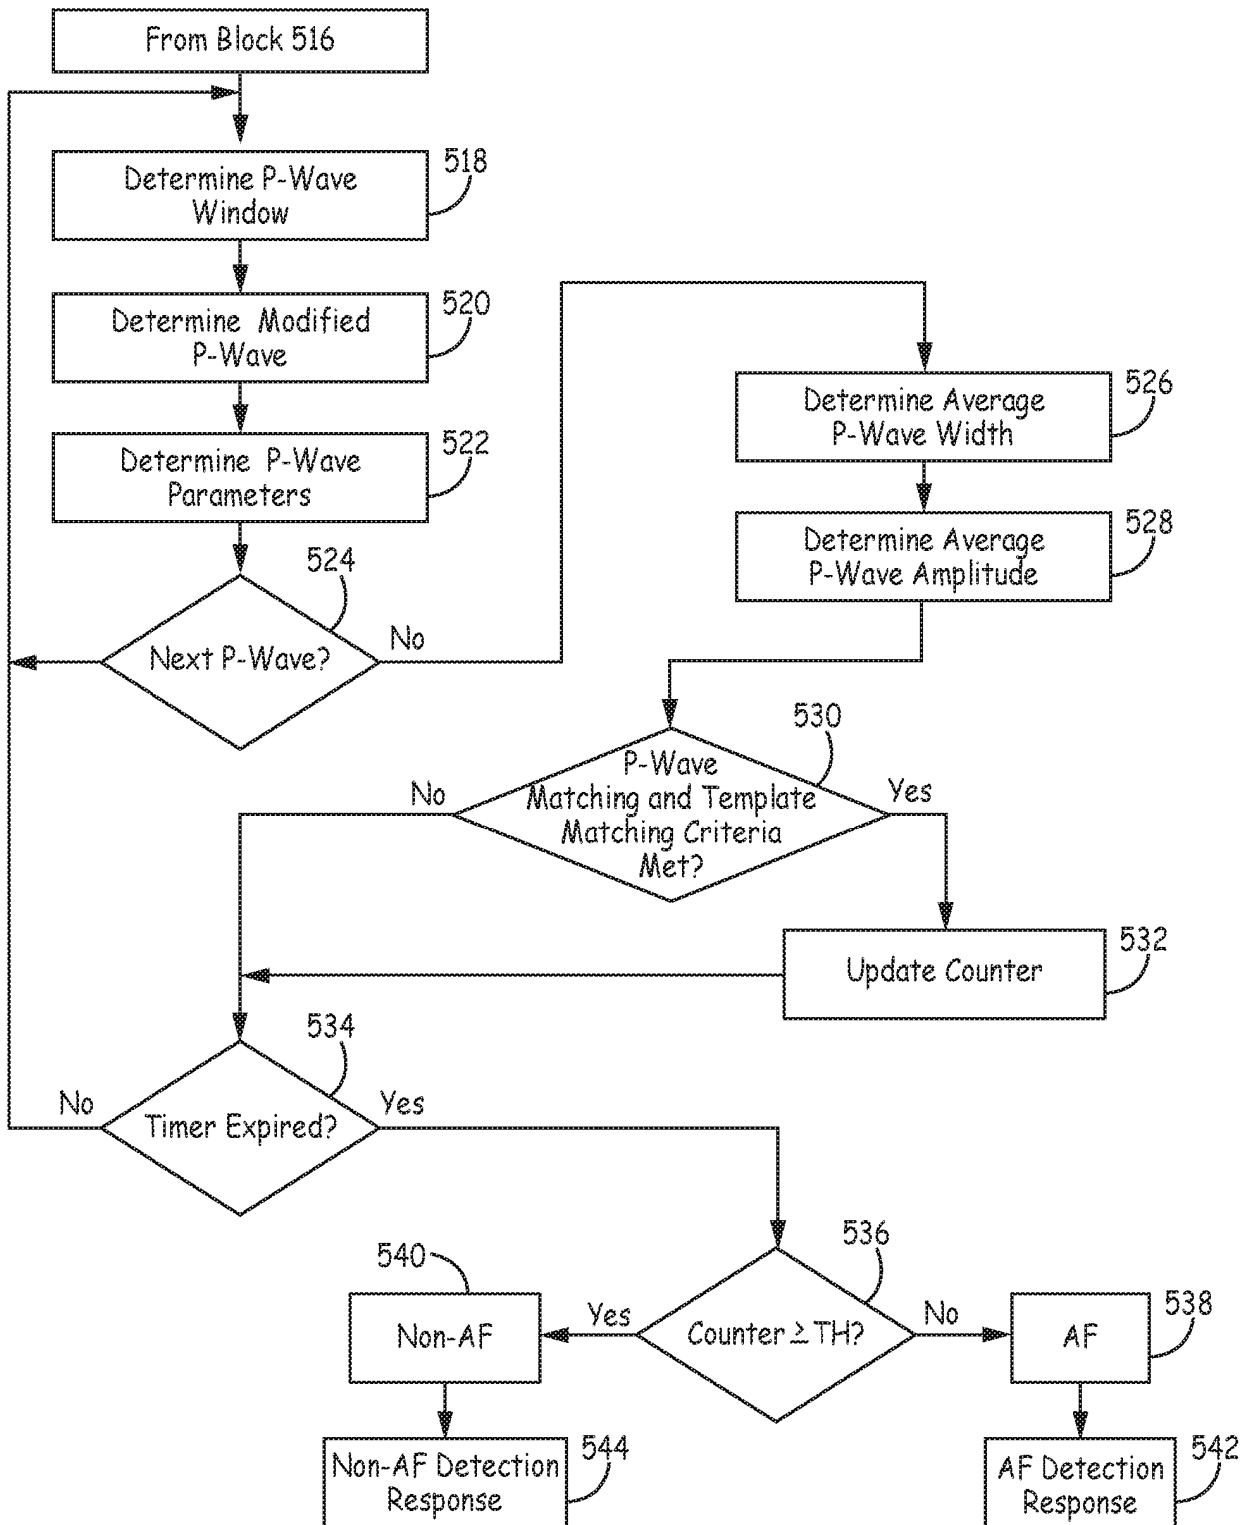 From Block 516
Determine P-Wave
Window
518
Determine Modified
P-Wave
520
Determine P-Wave
Parameters
522
Next P-Wave?
524
No
Determine Average
P-Wave Width
526
Determine Average
P-Wave Amplitude
528
P-Wave
Matching and Template
Matching Criteria
Met?
530
No
Yes
Update Counter
532
Timer Expired?
534
No
Yes
Counter ≥ TH?
536
Yes
No
540
Non-AF
AF
538
Non-AF Detection
Response
544
AF Detection
Response
542